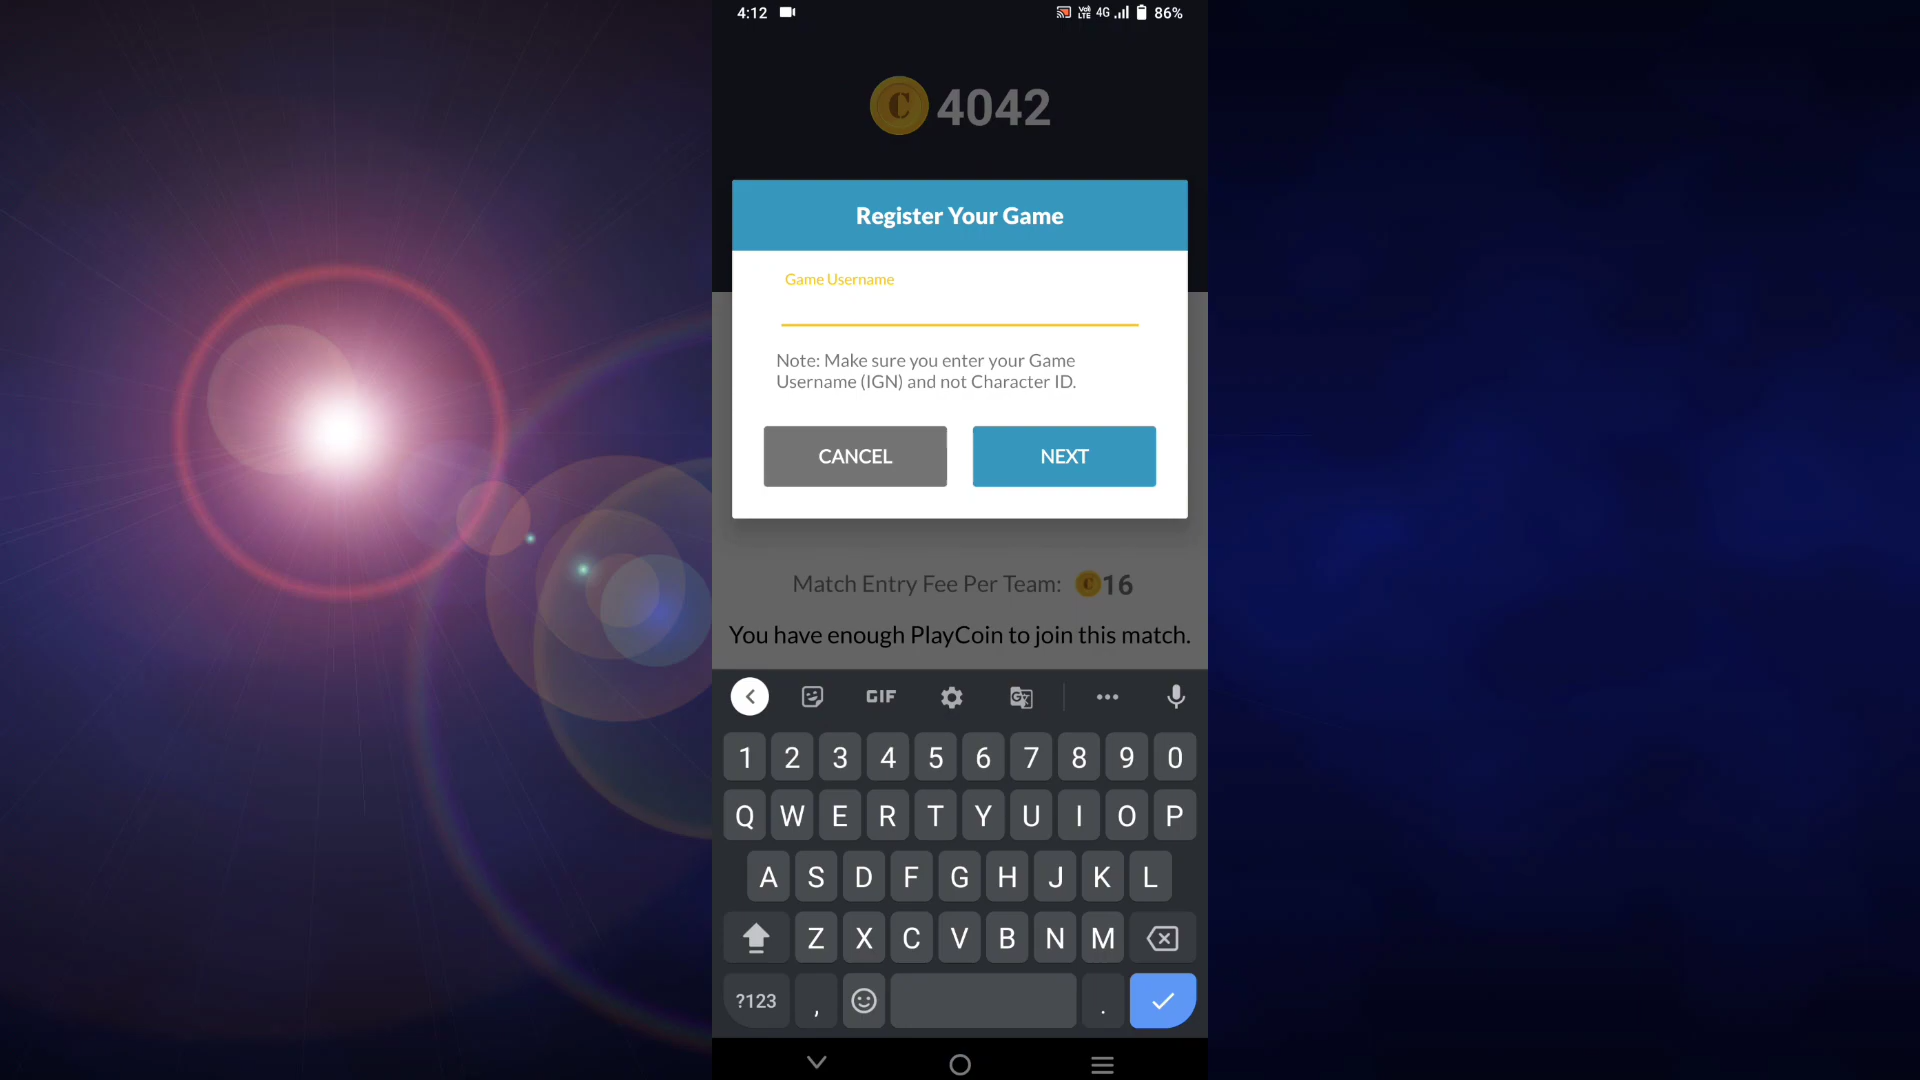 4:12 Vo) LTE 4G 86%
C 4042
Register Your Game
Game Username
Note: Make sure you enter your Game
Username (IGN) and not Character ID.
CANCEL NEXT
Match Entry Fee Per Team: C 16
You have enough PlayCoin to join this match.
GIF G
1 2 3 4 5 6 7 8 9 0
Q W E R T Y U I O P
A S D F G H J K L
Z X C V B N M
?123 , .